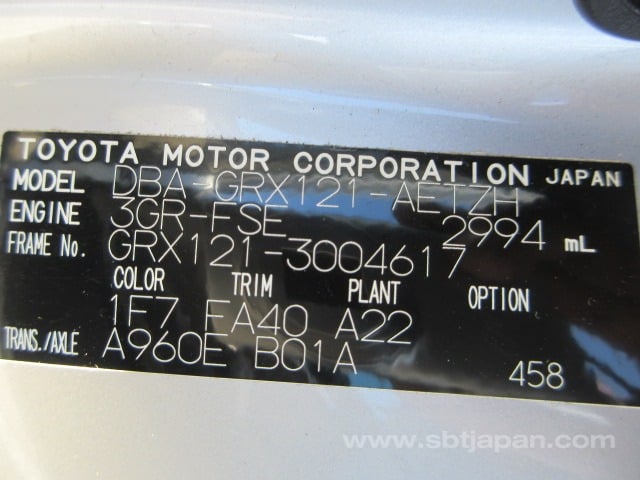 TOYOTA MOTOR CORPORATION JAPAN
MODEL DBA-GRX121-AETZH
ENGINE 3GR-FSE 2994 mL
FRAME No. GRX121-3004617
COLOR TRIM PLANT OPTION
1F7 FA40 A22
TRANS./AXLE A960E B01A
458
www.sbtjapan.com